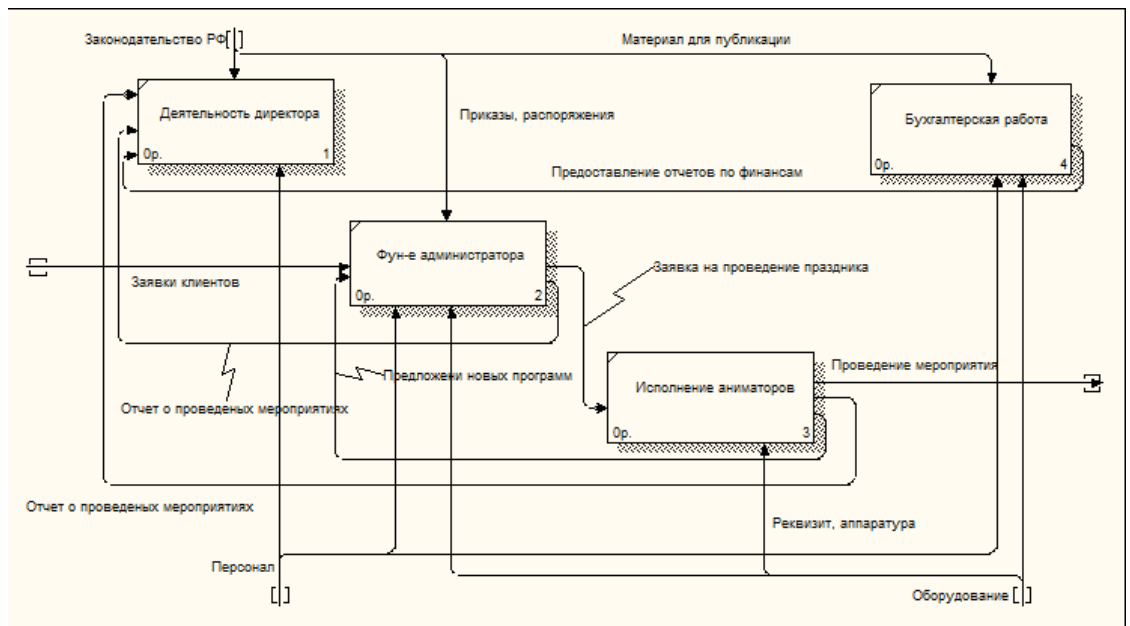 Законодательство РФ
Материал для публикации
Деятельность директора
0р. 1
Приказы, распоряжения
Бухгалтерская работа
0р. 4
Предоставление отчетов по финансам
Фун-е администратора
0р. 2
Заявки клиентов
Заявка на проведение праздника
Проведение мероприятия
Предложени новых программ
Исполнение аниматоров
0р. 3
Отчет о проведеных мероприятиях
Отчет о проведеных мероприятиях
Реквизит, аппаратура
Персонал
Оборудование